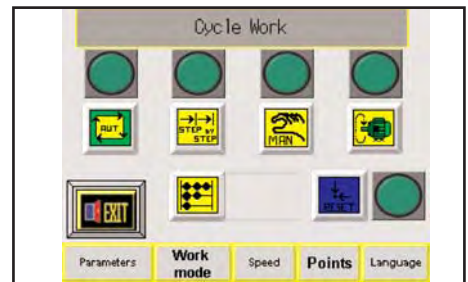 Cycle Work
AUT
STEP BY
STEP
MAN
EXIT
RESET
Parameters
Work
mode
Speed
Points
Language